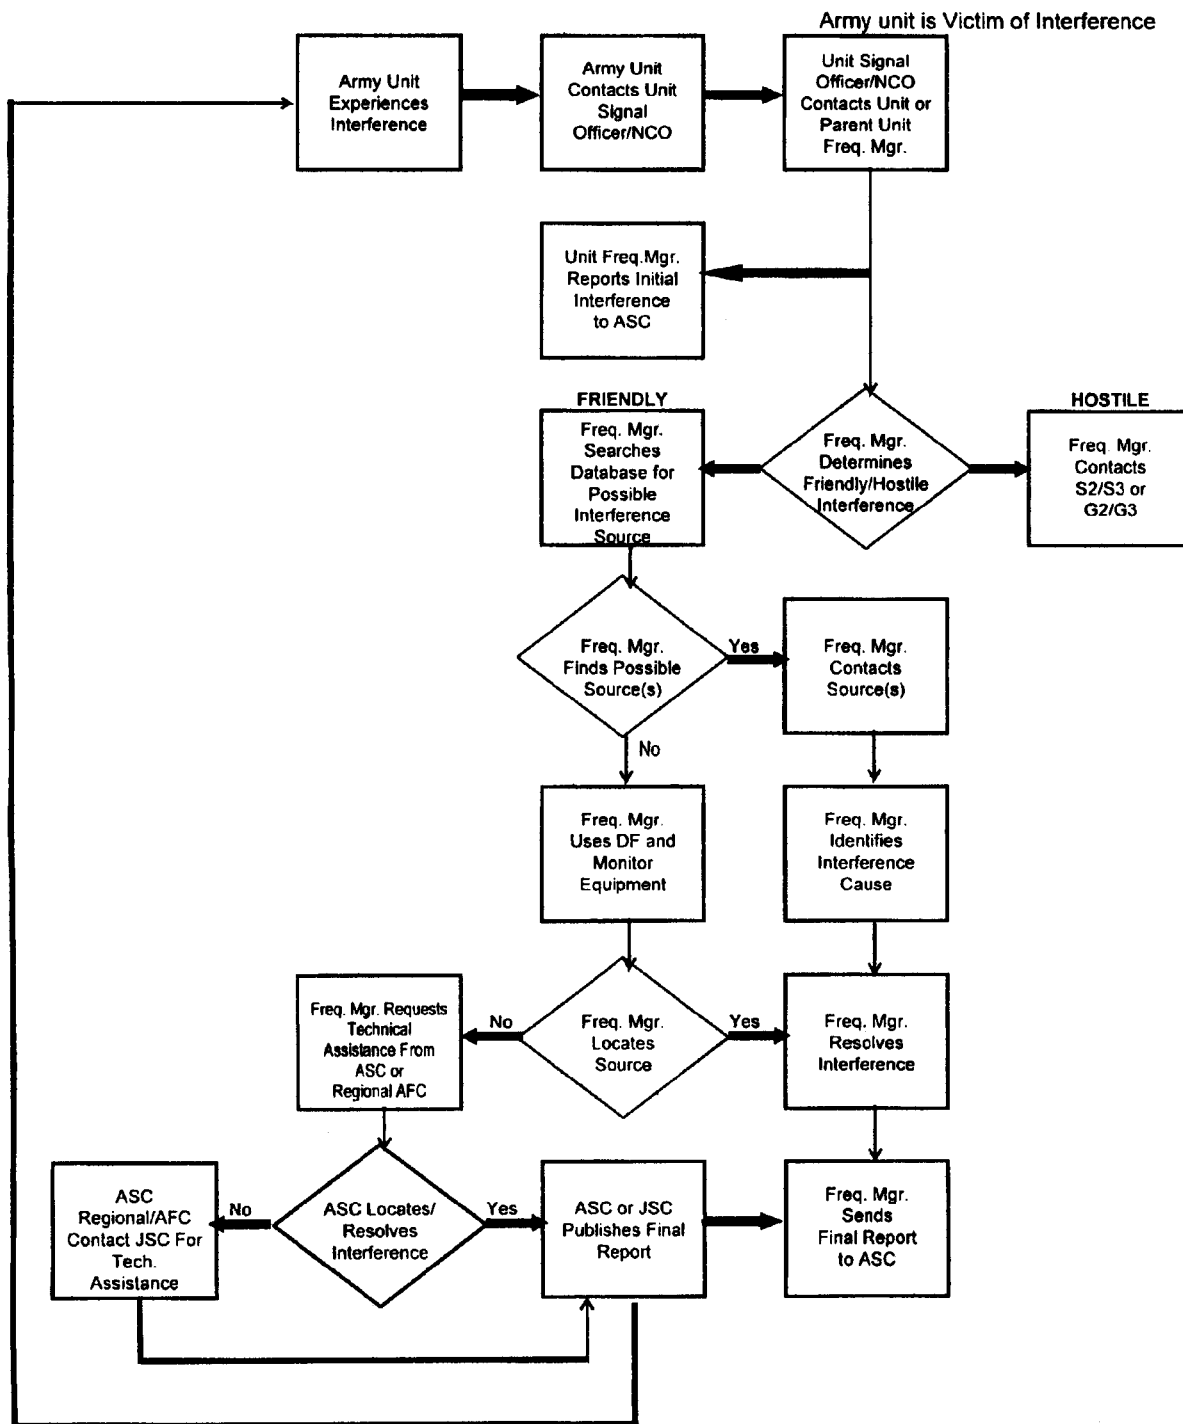 Army unit is Victim of Interference
Army Unit
Experiences
Interference
Army Unit
Contacts Unit
Signal
Officer/NCO
Unit Signal
Officer/NCO
Contacts Unit or
Parent Unit
Freq. Mgr.
Unit Freq.Mgr.
Reports Initial
Interference
to ASC
FRIENDLY
Freq. Mgr.
Searches
Database for
Possible
Interference
Source
Freq. Mgr.
Determines
Friendly/Hostile
Interference
HOSTILE
Freq. Mgr.
Contacts
S2/S3 or
G2/G3
Freq. Mgr.
Finds Possible
Source(s)
Yes
Freq. Mgr.
Contacts
Source(s)
No
Freq. Mgr.
Uses DF and
Monitor
Equipment
Freq. Mgr.
Identifies
Interference
Cause
Freq. Mgr. Requests
Technical
Assistance From
ASC or
Regional AFC
No
Freq. Mgr.
Locates
Source
Yes
Freq. Mgr.
Resolves
Interference
ASC
Regional/AFC
Contact JSC For
Tech.
Assistance
No
ASC Locates/
Resolves
Interference
Yes
ASC or JSC
Publishes Final
Report
Freq. Mgr.
Sends
Final Report
to ASC